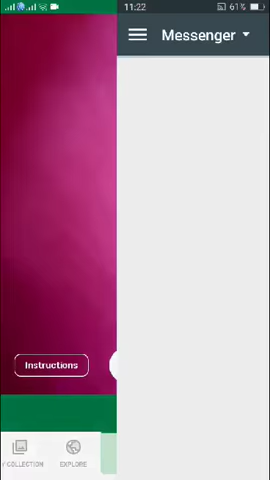 11:22
61%
Messenger
Instructions
Y COLLECTION
EXPLORE